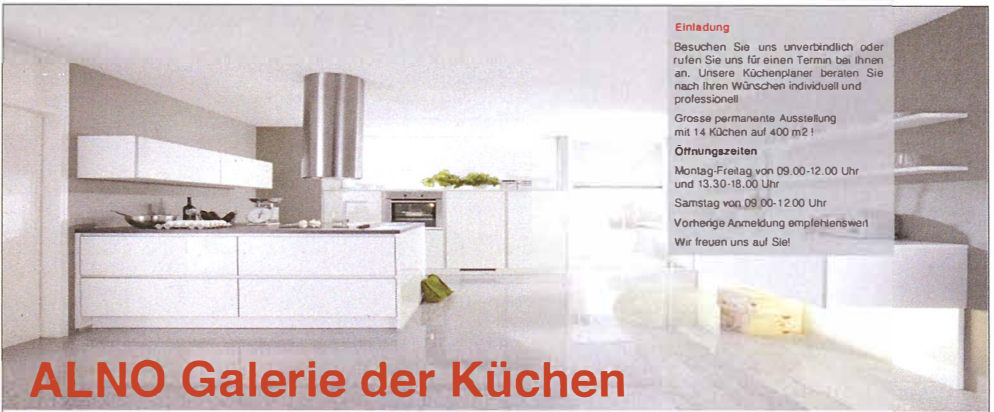 Einladung
Besuchen Sie uns unverbindlich oder
rufen Sie uns für einen Termin bei Ihnen
an. Unsere Küchenplaner beraten Sie
nach Ihren Wünschen individuell und
professionell
Grosse permanente Ausstellung
mit 14 Küchen auf 400 m2 !
Öffnungszeiten
Montag-Freitag von 09.00-12.00 Uhr
und 13.30-18.00 Uhr
Samstag von 09.00-12.00 Uhr
Vorherige Anmeldung empfehlenswert
Wir freuen uns auf Sie!
ALNO Galerie der Küchen